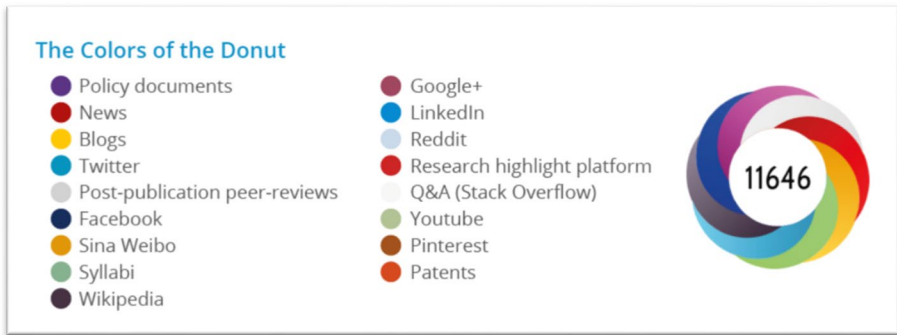 The Colors of the Donut
Policy documents
News
Blogs
Twitter
Post-publication peer-reviews
Facebook
Sina Weibo
Syllabi
Wikipedia
Google+
LinkedIn
Reddit
Research highlight platform
Q&A (Stack Overflow)
Youtube
Pinterest
Patents
11646